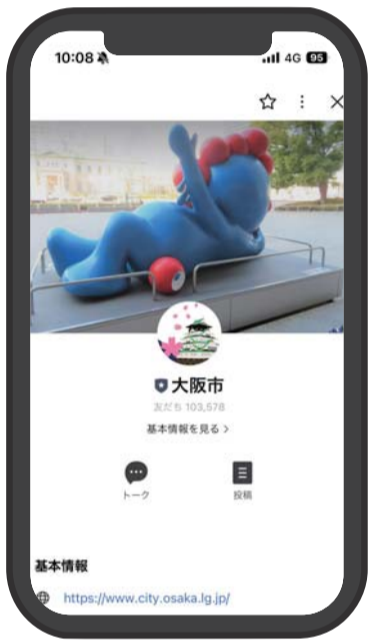 10:08 4G 95
大阪市
友だち 103,578
基本情報を見る >
トーク 投稿
基本情報
https://www.city.osaka.lg.jp/